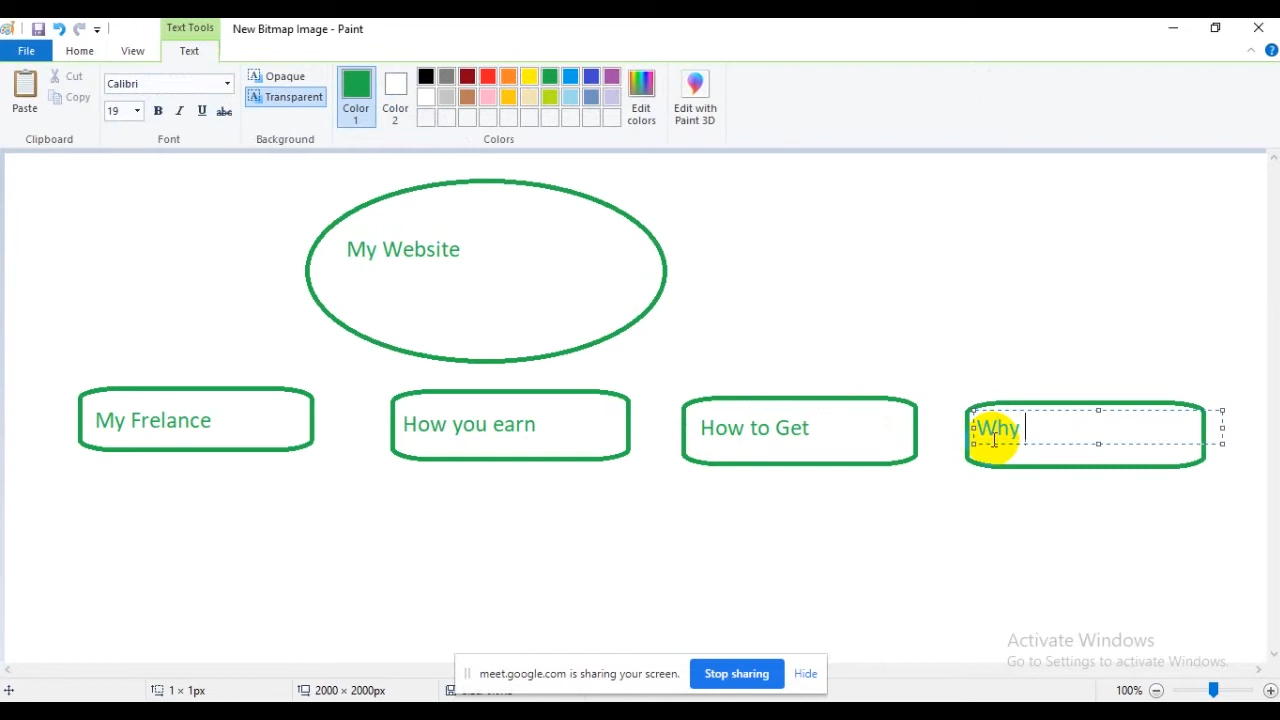 Text Tools
New Bitmap Image - Paint
File
Home
View
Text
Paste
Cut
Copy
Clipboard
Calibri
19
B I U abc
Font
Opaque
Transparent
Background
Color 1
Color 2
Edit colors
Colors
Edit with Paint 3D
My Website
My Frelance
How you earn
How to Get
Why
Activate Windows
Go to Settings to activate Windows.
meet.google.com is sharing your screen.
Stop sharing
Hide
1 × 1px
2000 × 2000px
100%